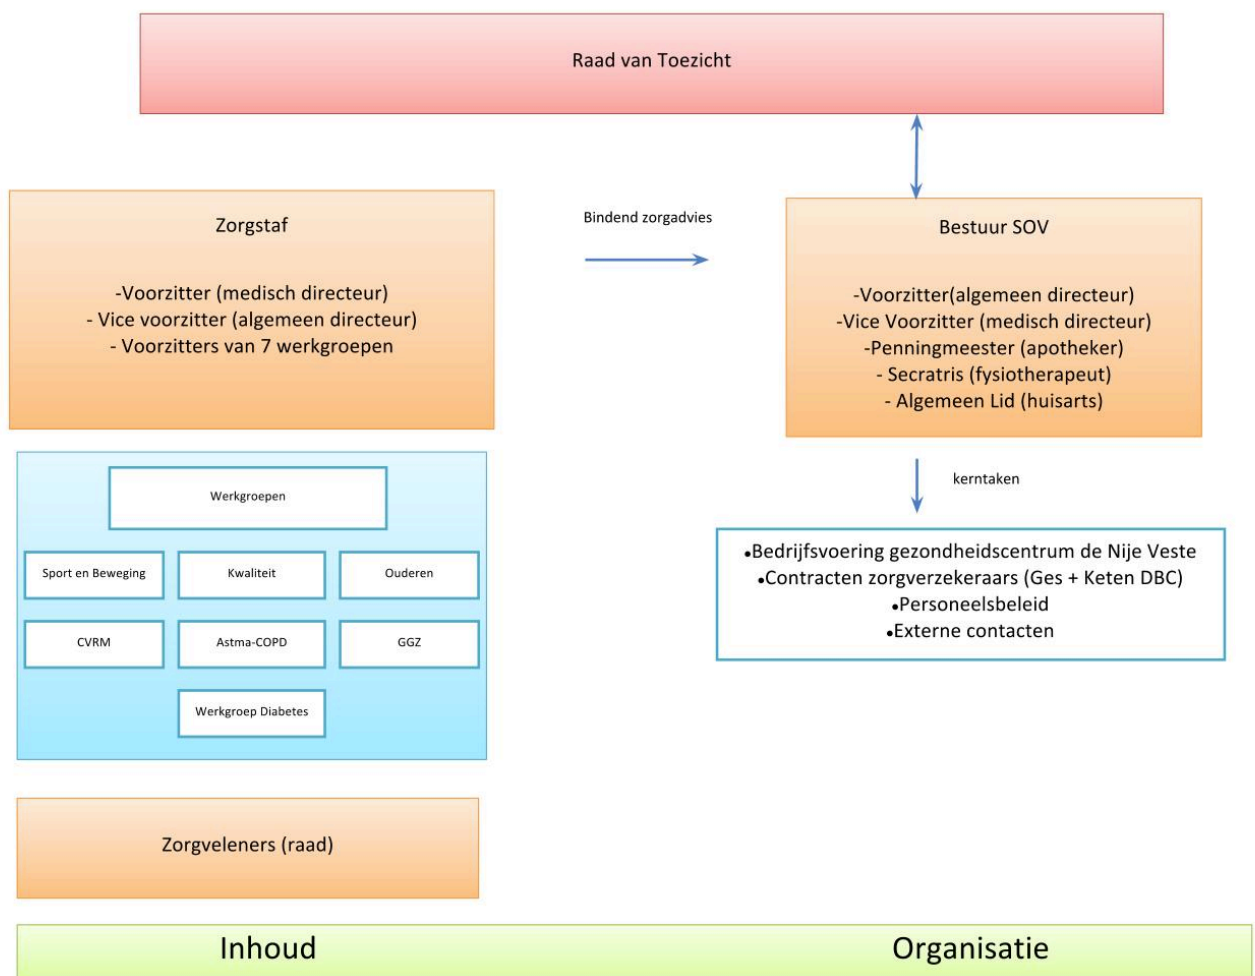 Raad van Toezicht
Zorgstaf
-Voorzitter (medisch directeur)
- Vice voorzitter (algemeen directeur)
- Voorzitters van 7 werkgroepen
Bindend zorgadvies
Bestuur SOV
-Voorzitter(algemeen directeur)
-Vice Voorzitter (medisch directeur)
-Penningmeester (apotheker)
- Secratris (fysiotherapeut)
- Algemeen Lid (huisarts)
kerntaken
•Bedrijfsvoering gezondheidscentrum de Nije Veste
•Contracten zorgverzekeraars (Ges + Keten DBC)
•Personeelsbeleid
•Externe contacten
Werkgroepen
Sport en Beweging
Kwaliteit
Ouderen
CVRM
Astma-COPD
GGZ
Werkgroep Diabetes
Zorgveleners (raad)
Inhoud
Organisatie